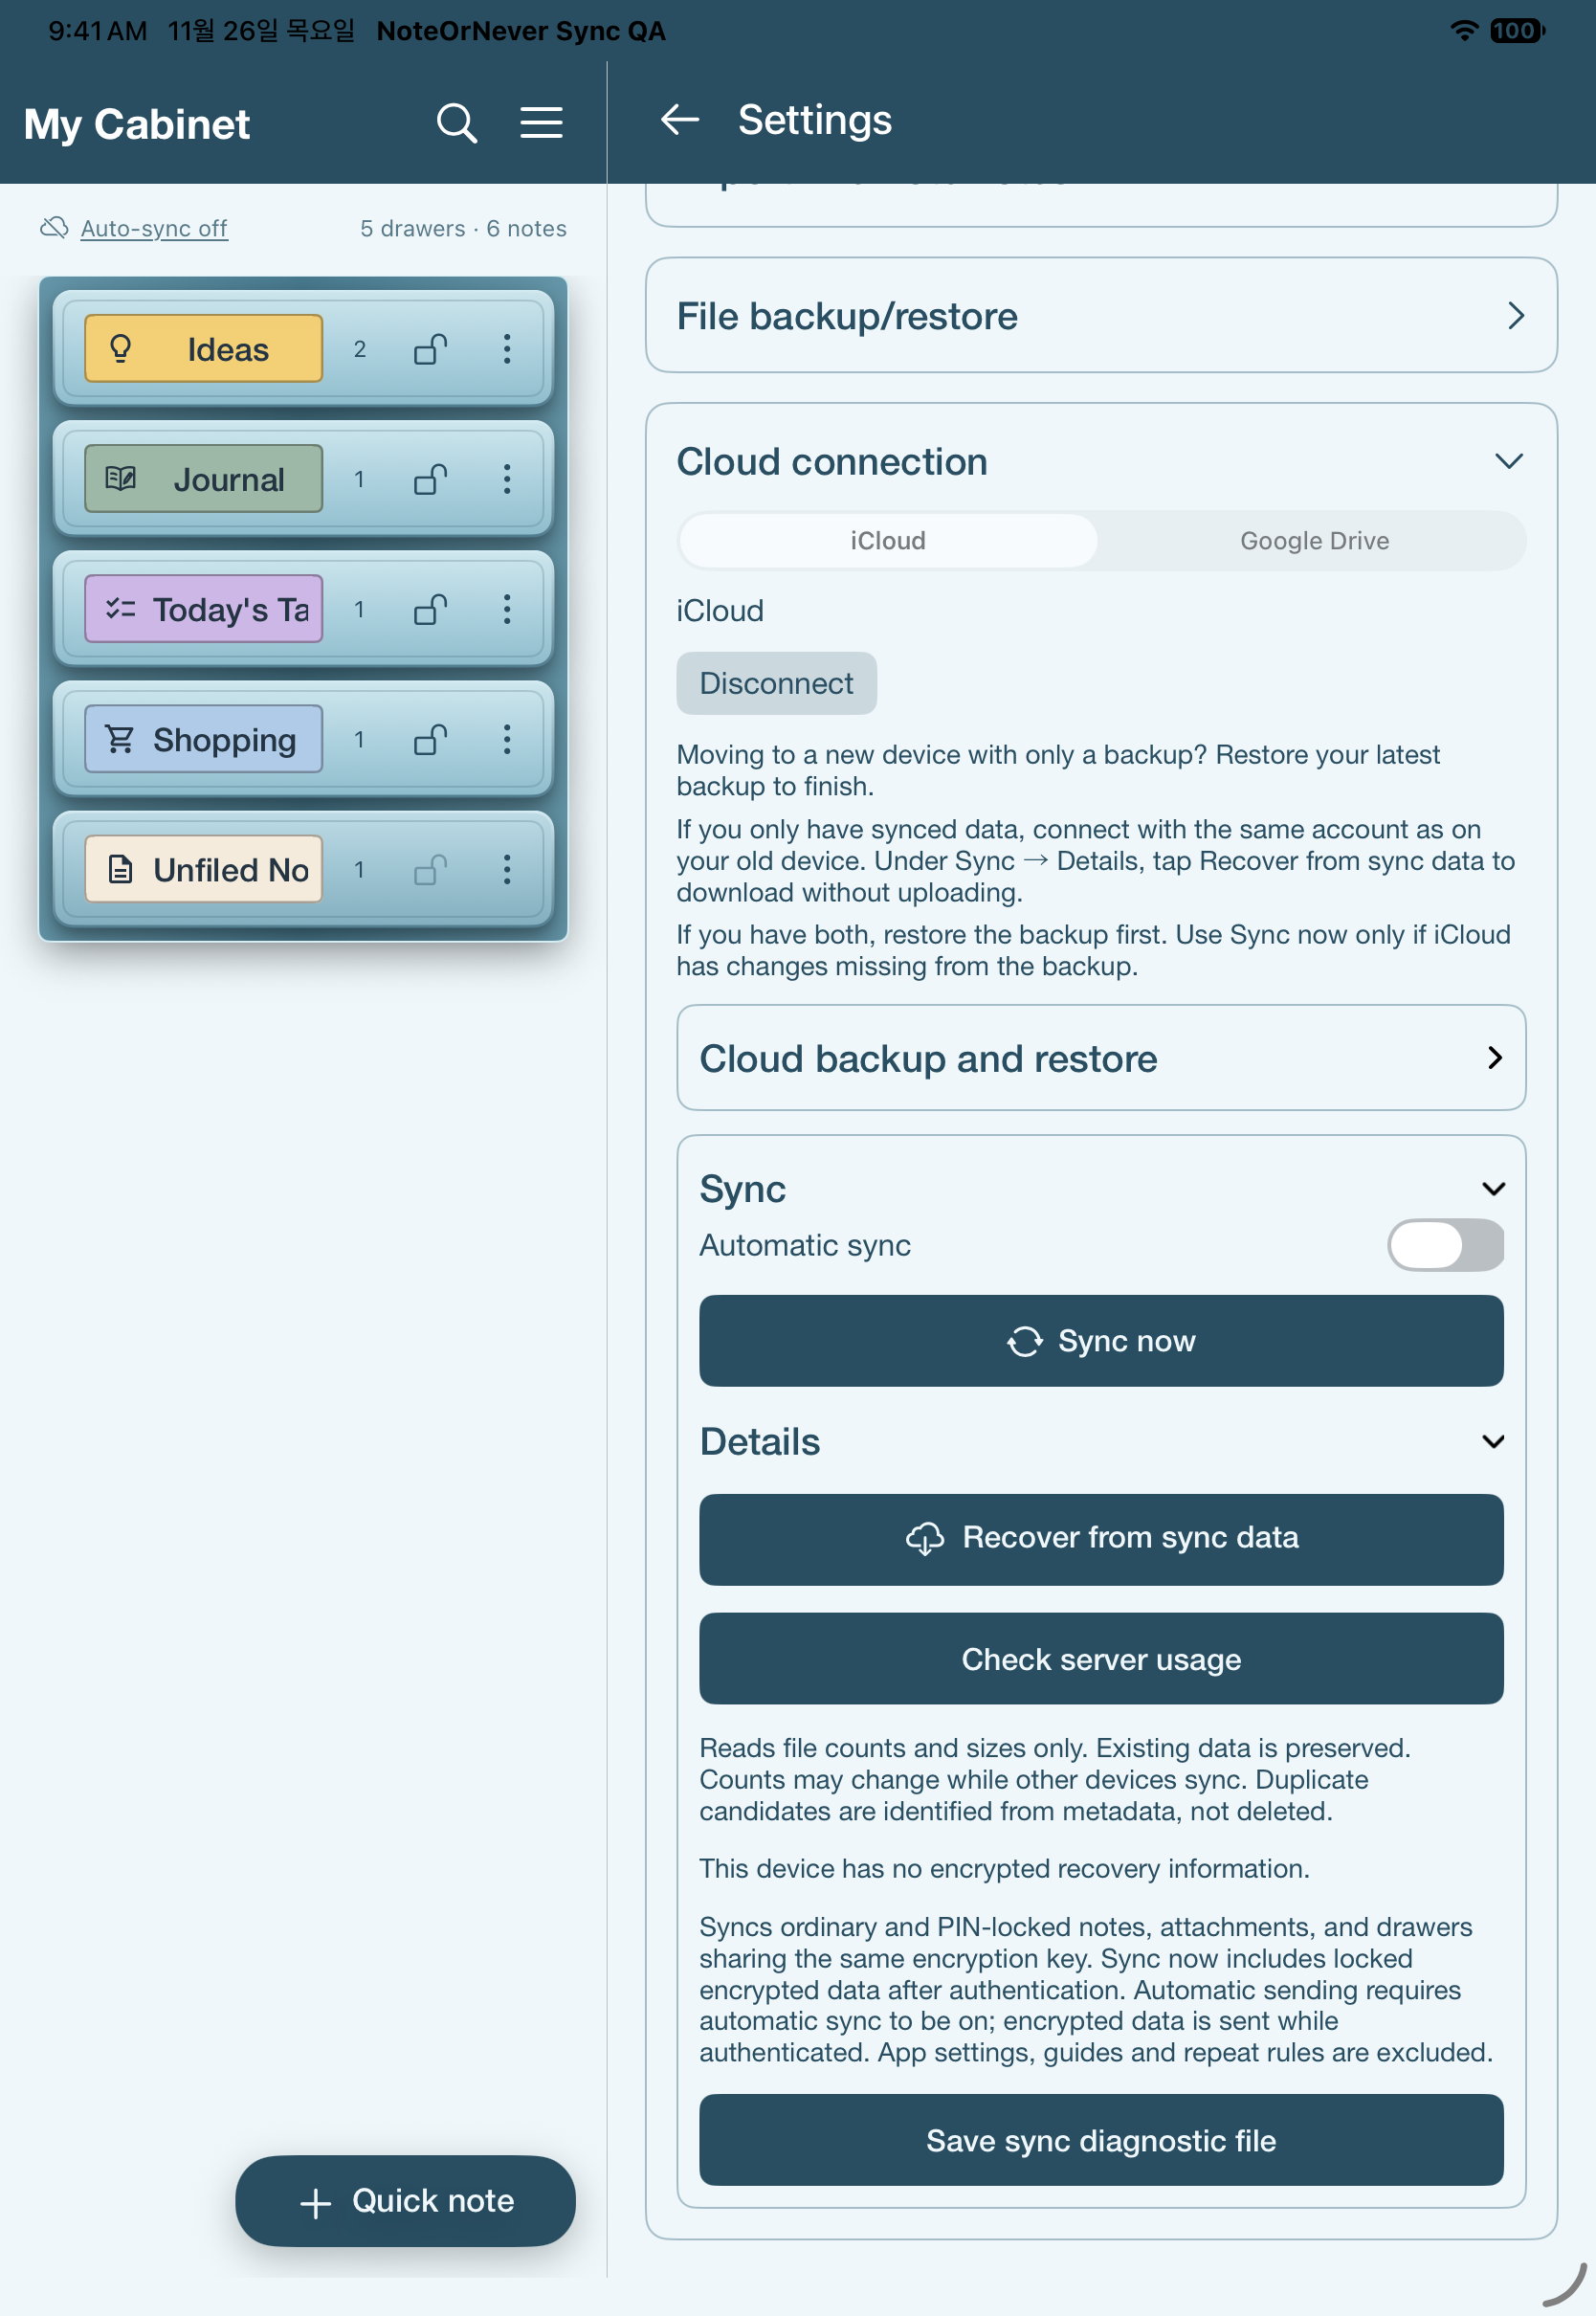 9:41 AM 11월 26일 목요일 NoteOrNever Sync QA
100
My Cabinet
Auto-sync off
5 drawers · 6 notes
Ideas 2
Journal 1
Today's Ta 1
Shopping 1
Unfiled No 1
Quick note
Settings
File backup/restore
Cloud connection
iCloud
Google Drive
iCloud
Disconnect
Moving to a new device with only a backup? Restore your latest
backup to finish.
If you only have synced data, connect with the same account as on
your old device. Under Sync → Details, tap Recover from sync data to
download without uploading.
If you have both, restore the backup first. Use Sync now only if iCloud
has changes missing from the backup.
Cloud backup and restore
Sync
Automatic sync
Sync now
Details
Recover from sync data
Check server usage
Reads file counts and sizes only. Existing data is preserved.
Counts may change while other devices sync. Duplicate
candidates are identified from metadata, not deleted.
This device has no encrypted recovery information.
Syncs ordinary and PIN-locked notes, attachments, and drawers
sharing the same encryption key. Sync now includes locked
encrypted data after authentication. Automatic sending requires
automatic sync to be on; encrypted data is sent while
authenticated. App settings, guides and repeat rules are excluded.
Save sync diagnostic file